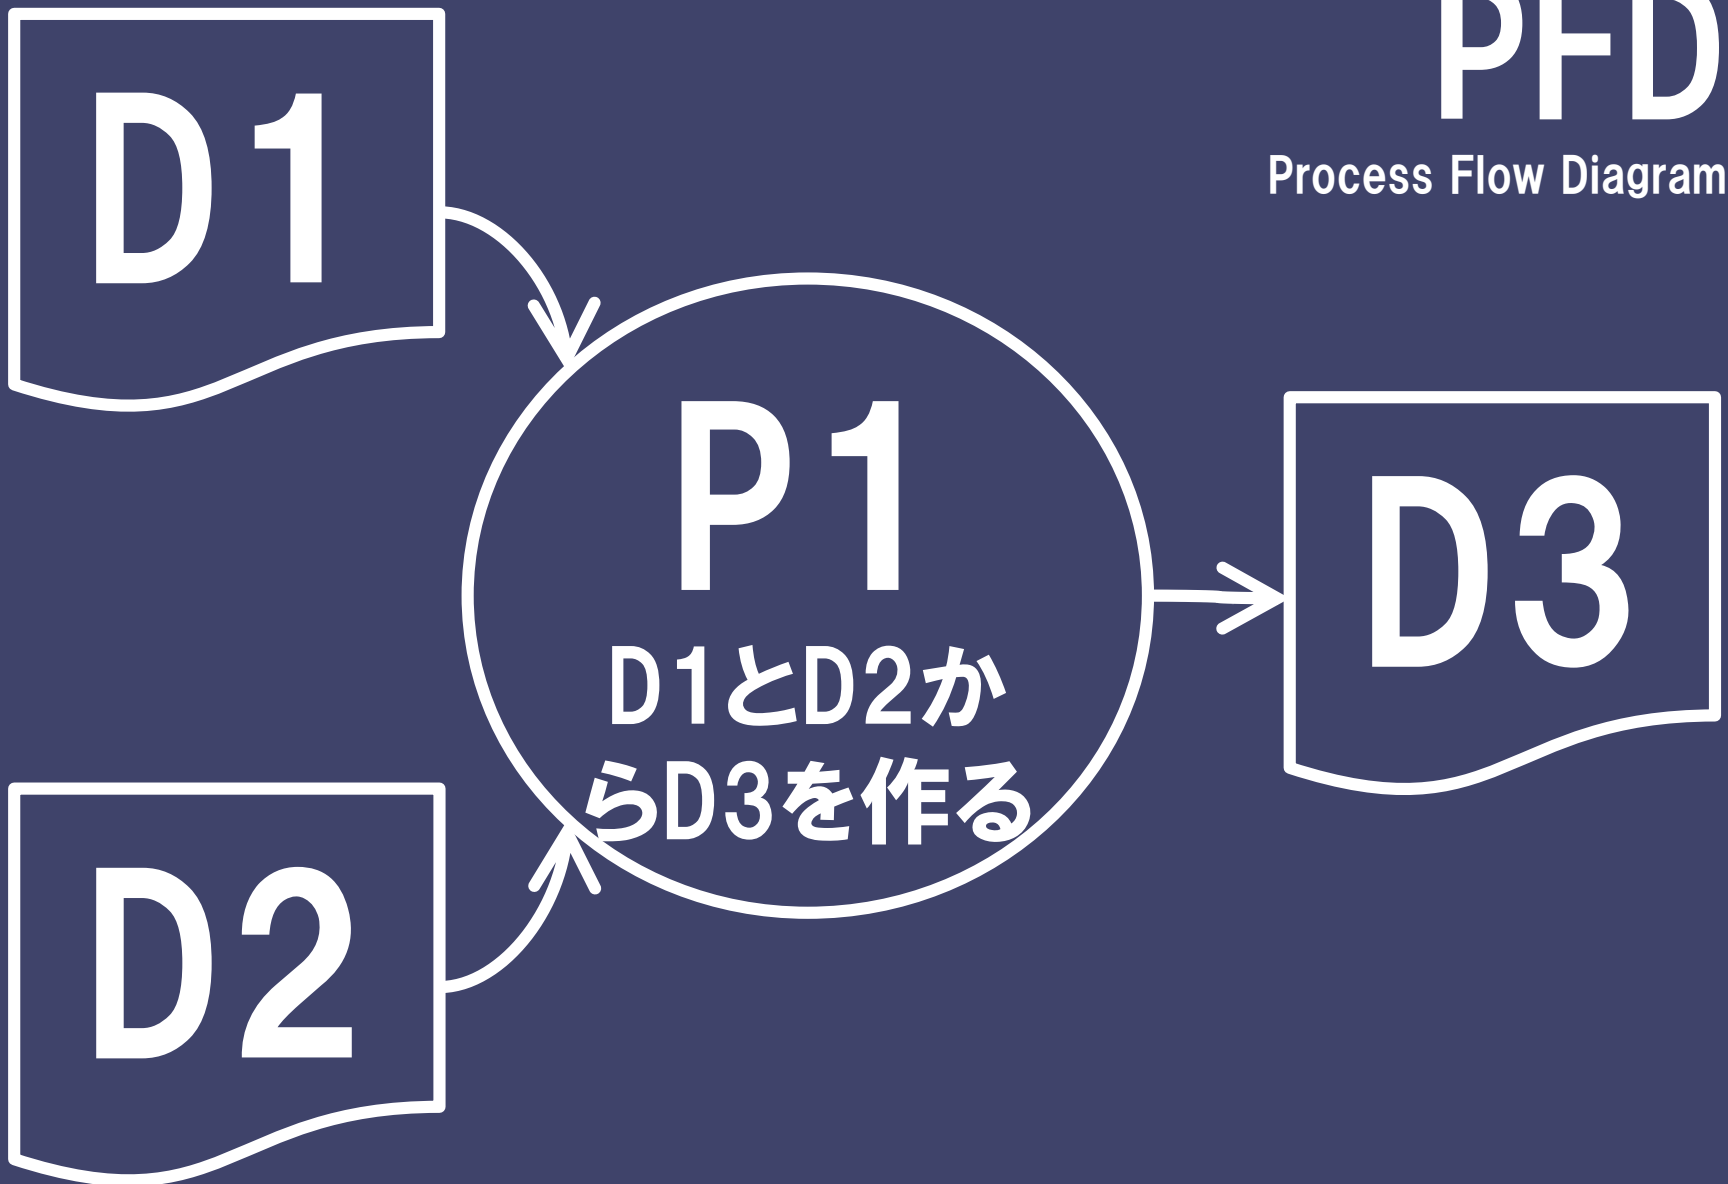 PFD
Process Flow Diagram
D1
P1
D1とD2か
らD3を作る
D3
D2